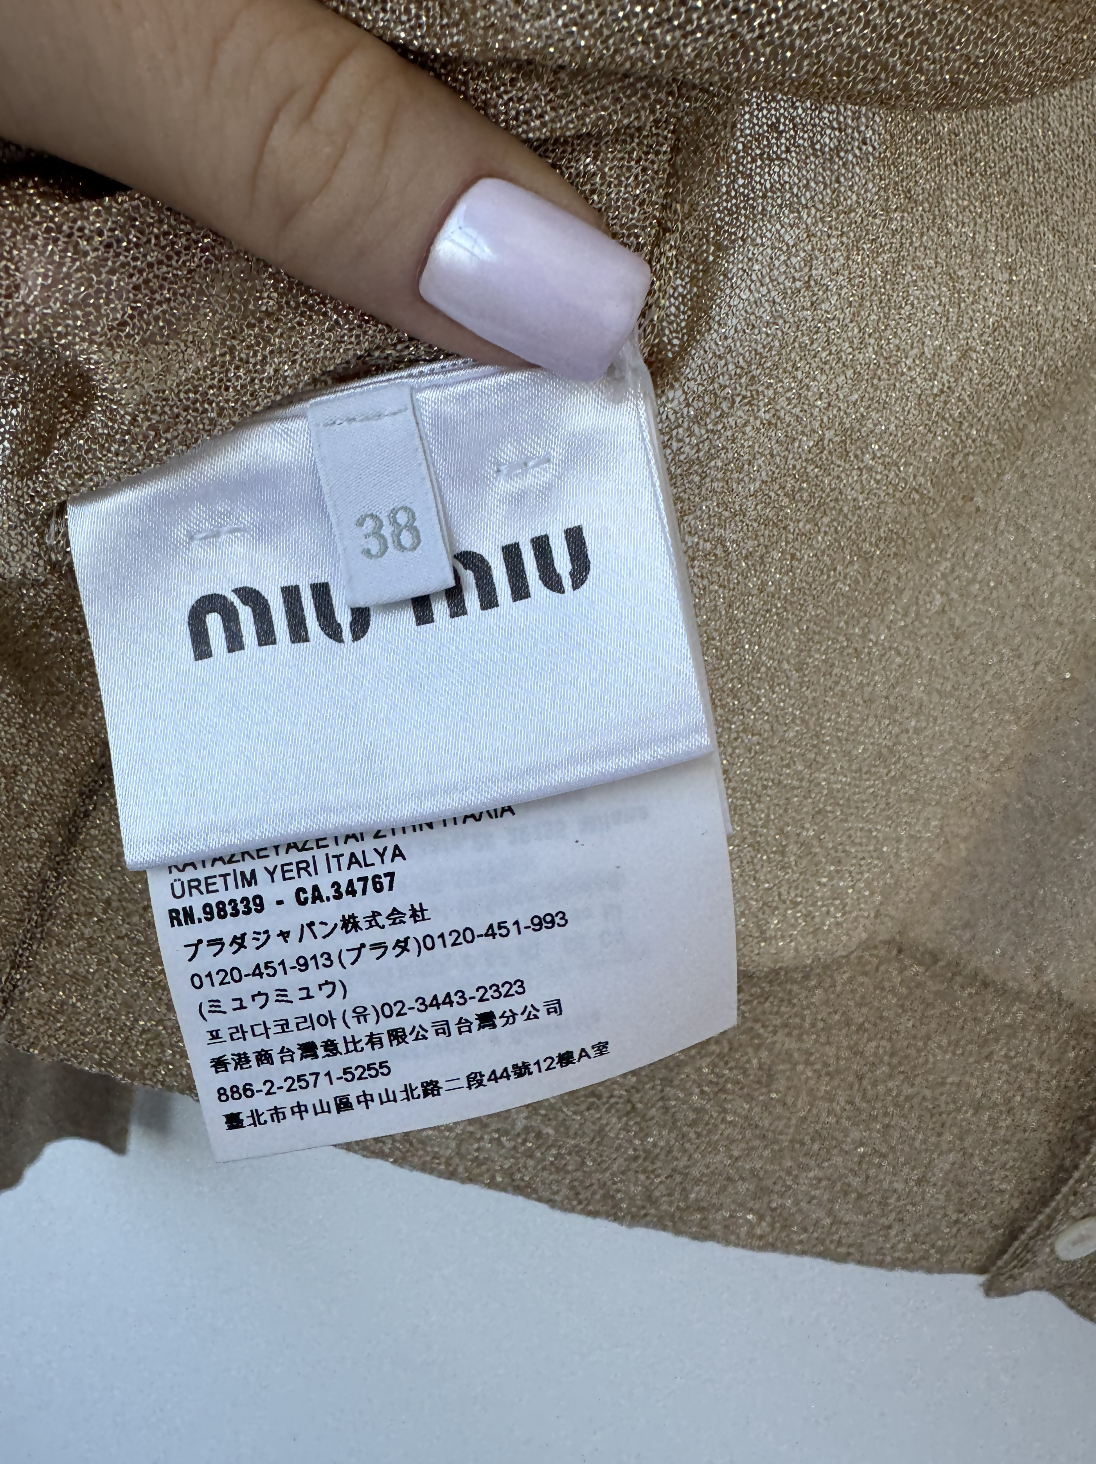 38
miu miu
ÜRETİM YERİ İTALYA
RN.98339 - CA.34767
プラダジャパン株式会社
0120-451-913(プラダ)0120-451-993
(ミュウミュウ)
프라다코리아(유)02-3443-2323
香港商台灣意比有限公司台灣分公司
886-2-2571-5255
臺北市中山區中山北路二段44號12樓A室